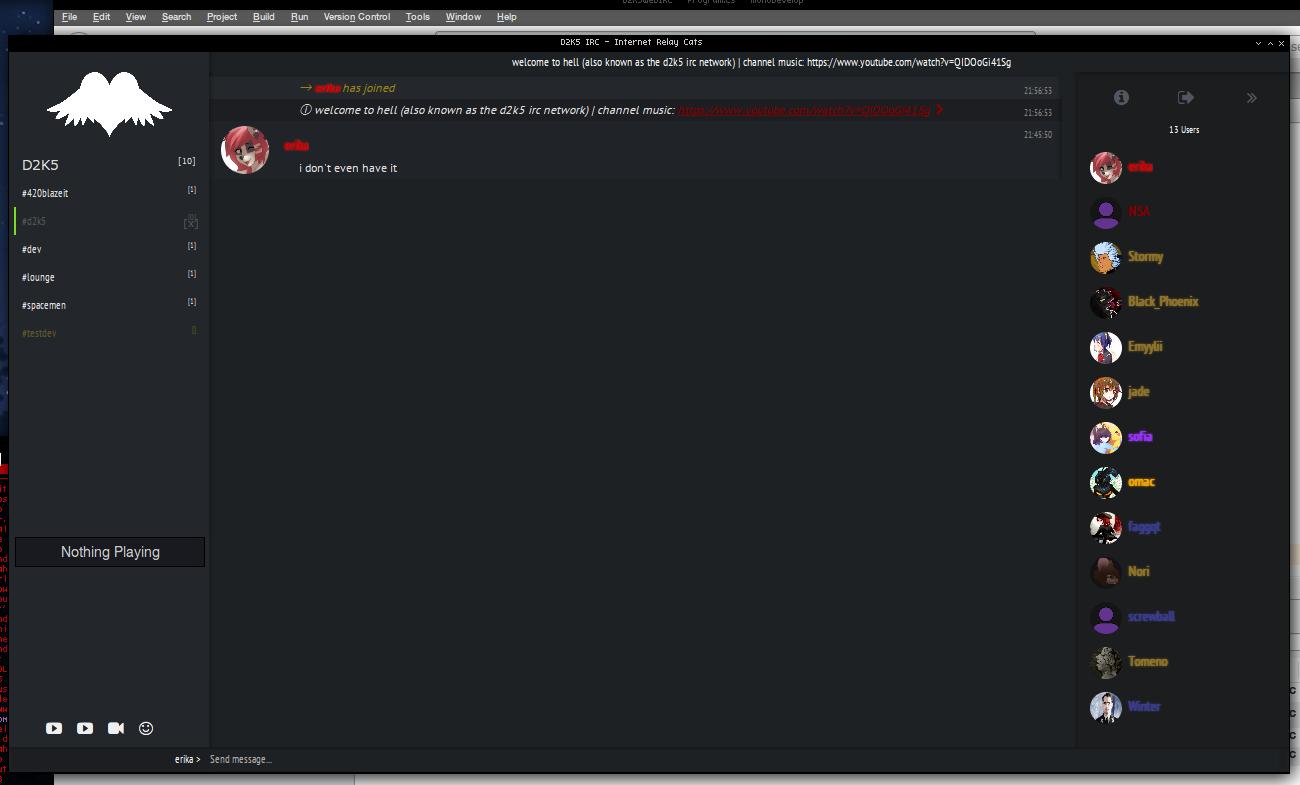 File Edit View Search Project Build Run Version Control Tools Window Help
D2K5 IRC - Internet Relay Cats
welcome to hell (also known as the d2k5 irc network) | channel music: https://www.youtube.com/watch?v=QIDOoGi41Sg
→ erika has joined 21:56:53
welcome to hell (also known as the d2k5 irc network) | channel music: https://www.youtube.com/watch?v=QIDOoGi41Sg 21:56:53
erika 21:45:50
i don't even have it
D2K5 [10]
#420blazeit [1]
#d2k5 [X]
#dev [1]
#lounge [1]
#spacemen [1]
#testdev
Nothing Playing
13 Users
erika
NSA
Stormy
Black_Phoenix
Emyylii
jade
sofia
omac
faggqt
Nori
screwball
Tomeno
Winter
erika > Send message...